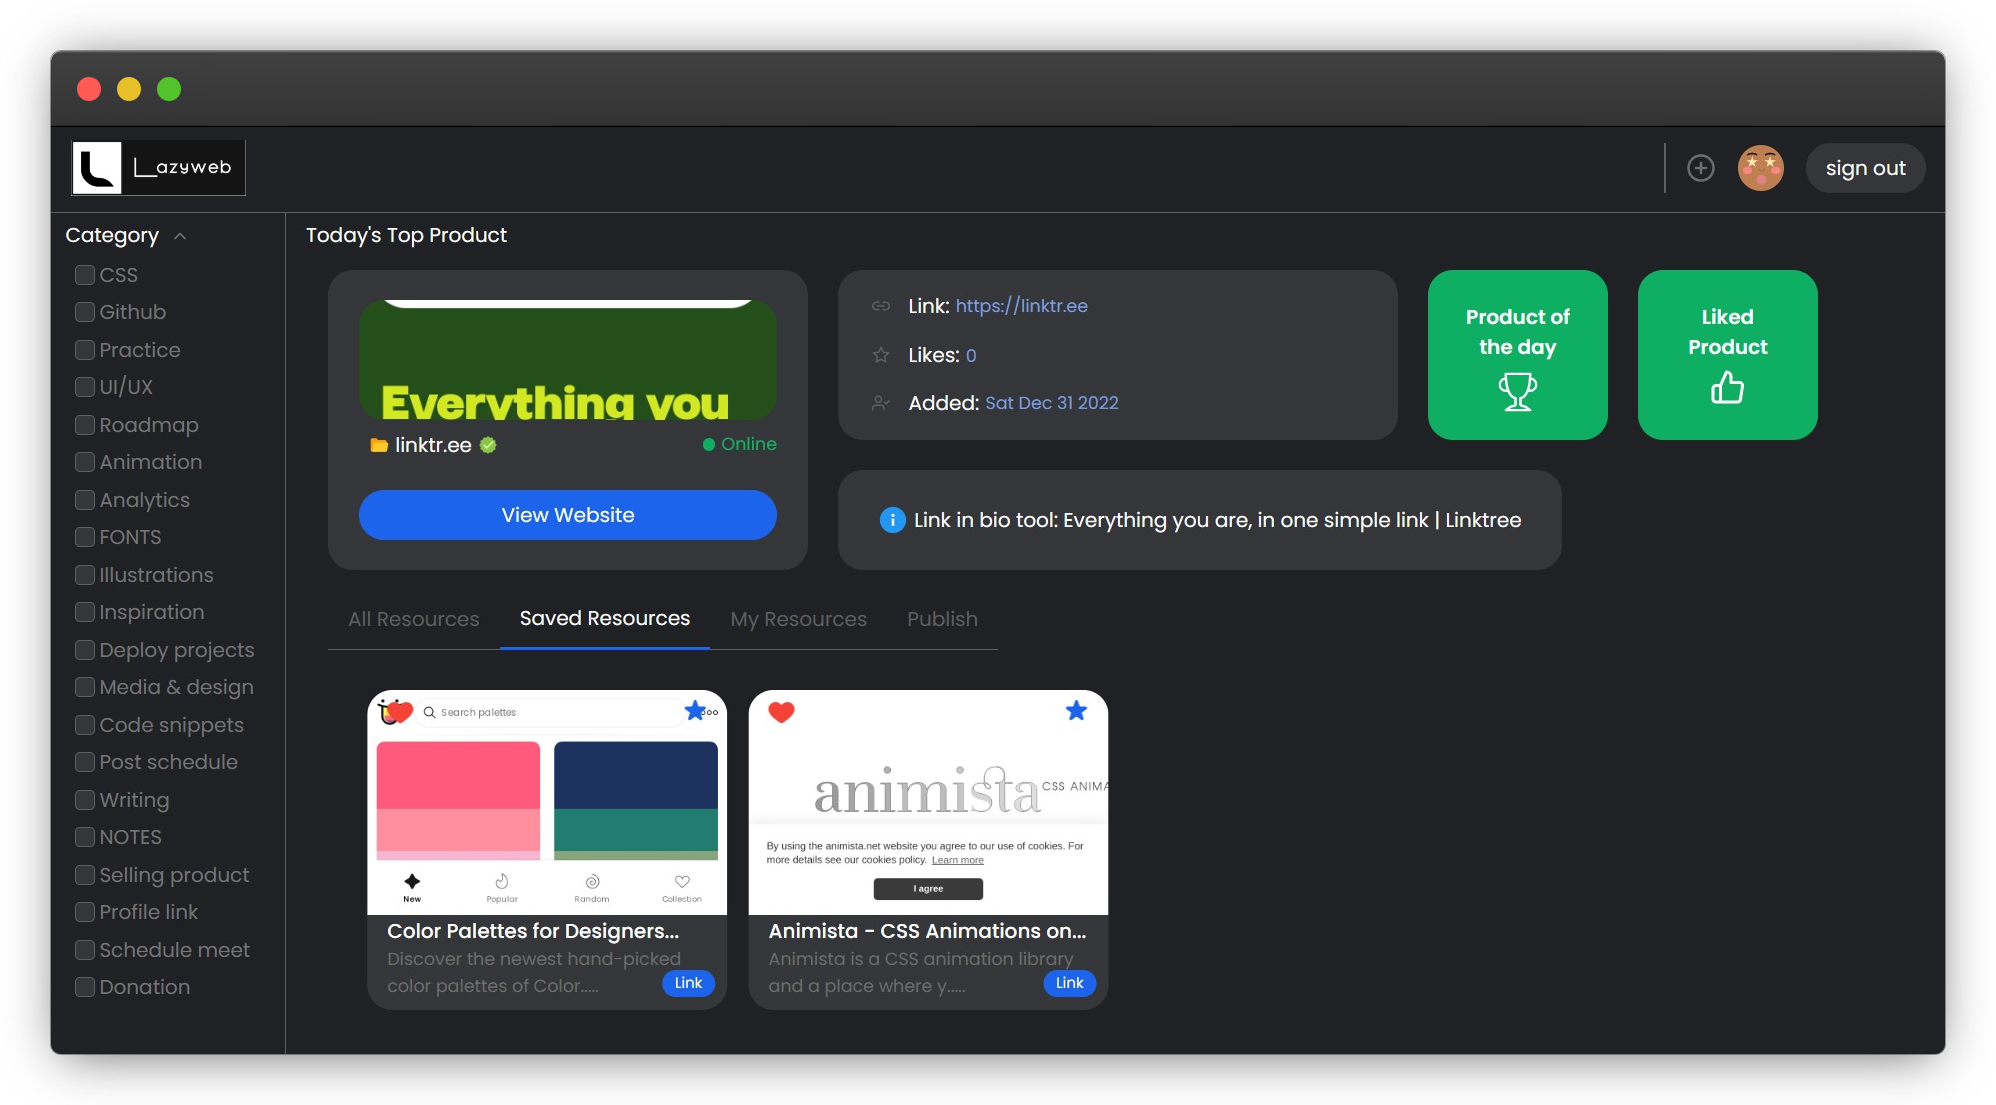 Lazyweb
sign out
Category
CSS
Github
Practice
UI/UX
Roadmap
Animation
Analytics
FONTS
Illustrations
Inspiration
Deploy projects
Media & design
Code snippets
Post schedule
Writing
NOTES
Selling product
Profile link
Schedule meet
Donation
Today's Top Product
Everything you
linktr.ee
Online
View Website
Link: https://linktr.ee
Likes: 0
Added: Sat Dec 31 2022
Product of
the day
Liked
Product
Link in bio tool: Everything you are, in one simple link | Linktree
All Resources
Saved Resources
My Resources
Publish
Search palettes
New
Popular
Random
Collection
Color Palettes for Designers...
Discover the newest hand-picked
color palettes of Color.....
Link
animista
CSS ANIMA
By using the animista.net website you agree to our use of cookies. For
more details see our cookies policy. Learn more
I agree
Animista - CSS Animations on...
Animista is a CSS animation library
and a place where y.....
Link